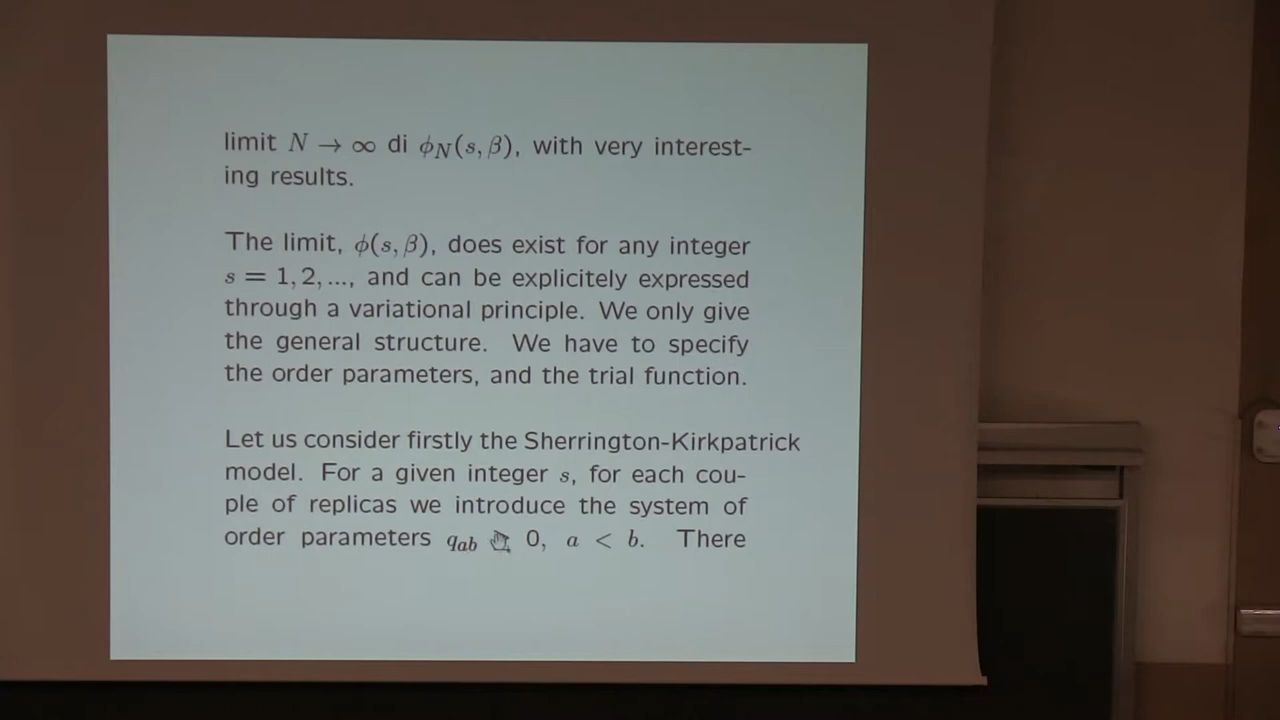 limit N → ∞ di ϕN(s, β), with very interest-
ing results.
The limit, ϕ(s, β), does exist for any integer
s = 1, 2, ..., and can be explicitely expressed
through a variational principle. We only give
the general structure. We have to specify
the order parameters, and the trial function.
Let us consider firstly the Sherrington-Kirkpatrick
model. For a given integer s, for each cou-
ple of replicas we introduce the system of
order parameters qab 0, a < b. There